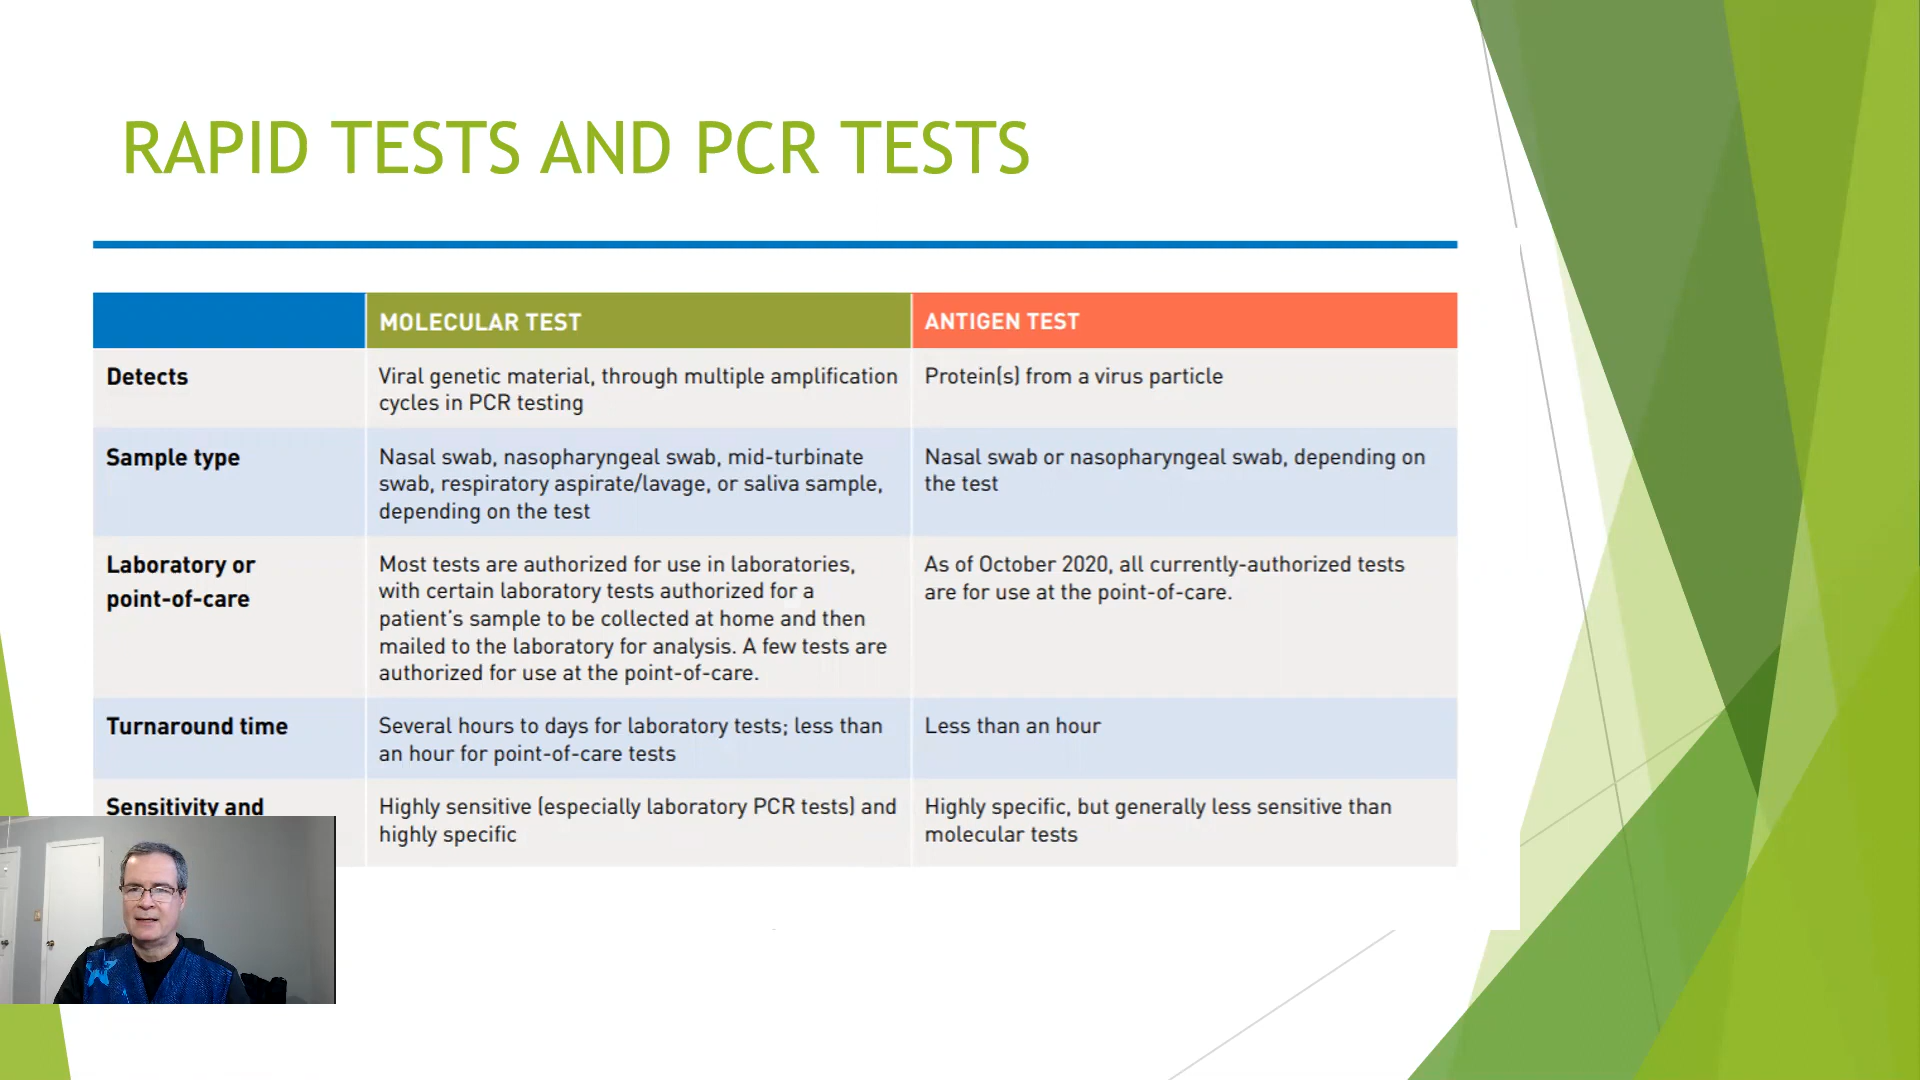 RAPID TESTS AND PCR TESTS
MOLECULAR TEST
ANTIGEN TEST
Detects
Viral genetic material, through multiple amplification
cycles in PCR testing
Protein(s) from a virus particle
Sample type
Nasal swab, nasopharyngeal swab, mid-turbinate
swab, respiratory aspirate/lavage, or saliva sample,
depending on the test
Nasal swab or nasopharyngeal swab, depending on
the test
Laboratory or
point-of-care
Most tests are authorized for use in laboratories,
with certain laboratory tests authorized for a
patient's sample to be collected at home and then
mailed to the laboratory for analysis. A few tests are
authorized for use at the point-of-care.
As of October 2020, all currently-authorized tests
are for use at the point-of-care.
Turnaround time
Several hours to days for laboratory tests; less than
an hour for point-of-care tests
Less than an hour
Sensitivity and
Highly sensitive (especially laboratory PCR tests) and
highly specific
Highly specific, but generally less sensitive than
molecular tests